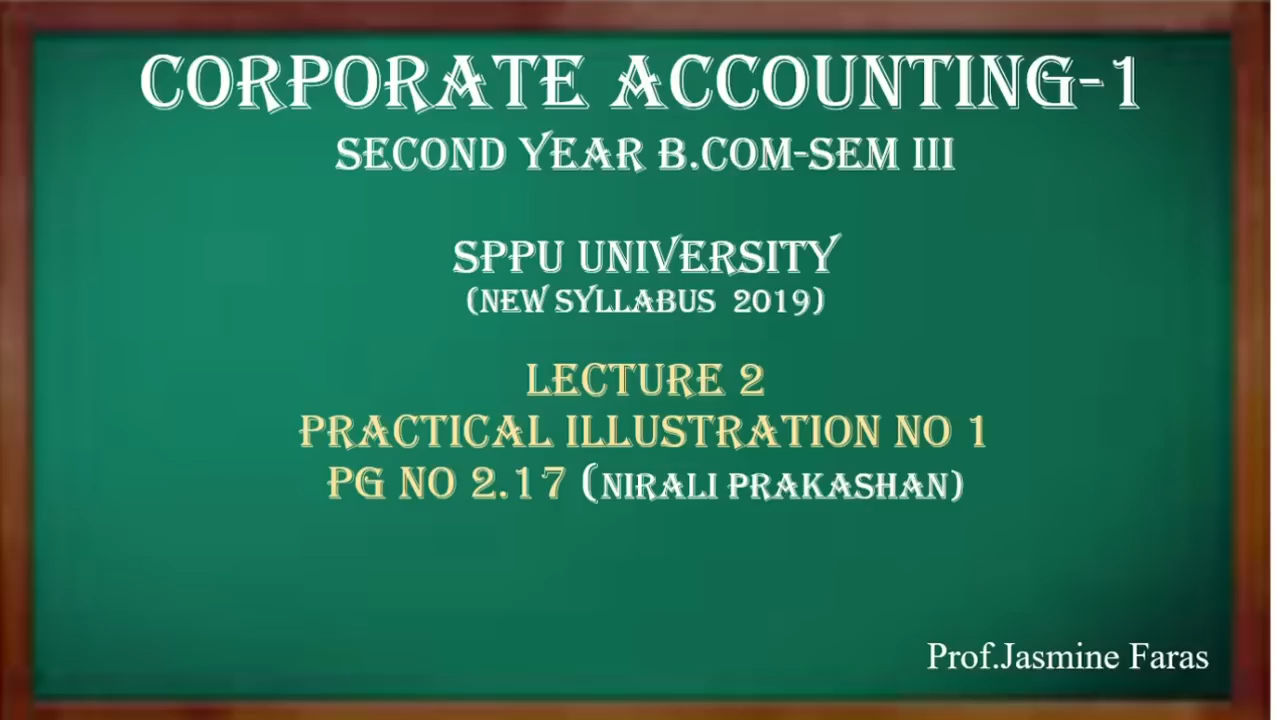 CORPORATE ACCOUNTING-1
SECOND YEAR B.COM-SEM III
SPPU UNIVERSITY
(NEW SYLLABUS 2019)
LECTURE 2
PRACTICAL ILLUSTRATION NO 1
PG NO 2.17 (NIRALI PRAKASHAN)
Prof.Jasmine Faras